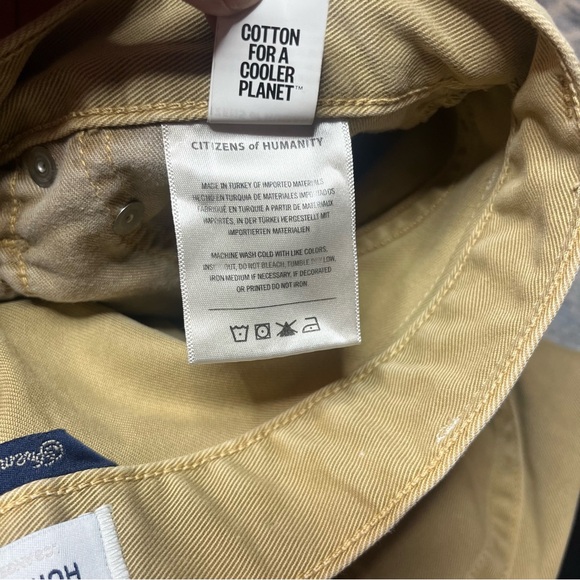 COTTON
FOR A
COOLER
PLANET™
CITIZENS of HUMANITY
MADE IN TURKEY OF IMPORTED MATERIALS
HECHO EN TURQUIA DE MATERIALES IMPORTADOS
FABRIQUÉ EN TURQUIE A PARTIR DE MATERIAUX
IMPORTÉS, IN DER TÜRKEI HERGESTELLT MIT
IMPORTIERTEN MATERIALIEN
MACHINE WASH COLD WITH LIKE COLORS,
INSIDE OUT, DO NOT BLEACH, TUMBLE DRY LOW,
IRON MEDIUM IF NECESSARY, IF DECORATED
OR PRINTED DO NOT IRON